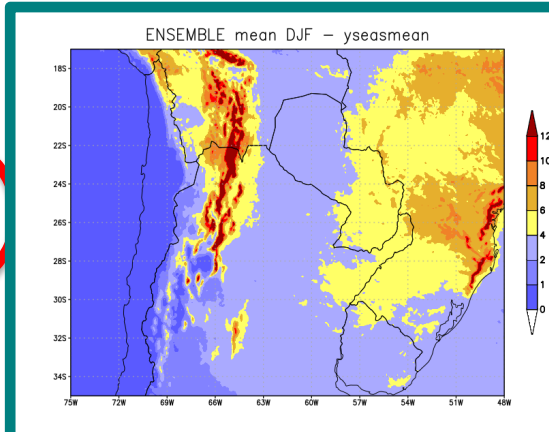 ENSEMBLE mean DJF − yseasmean
18S
20S
22S
24S
26S
28S
30S
32S
34S
75W 72W 69W 66W 63W 60W 57W 54W 51W 48W
12
10
8
6
4
2
1
0